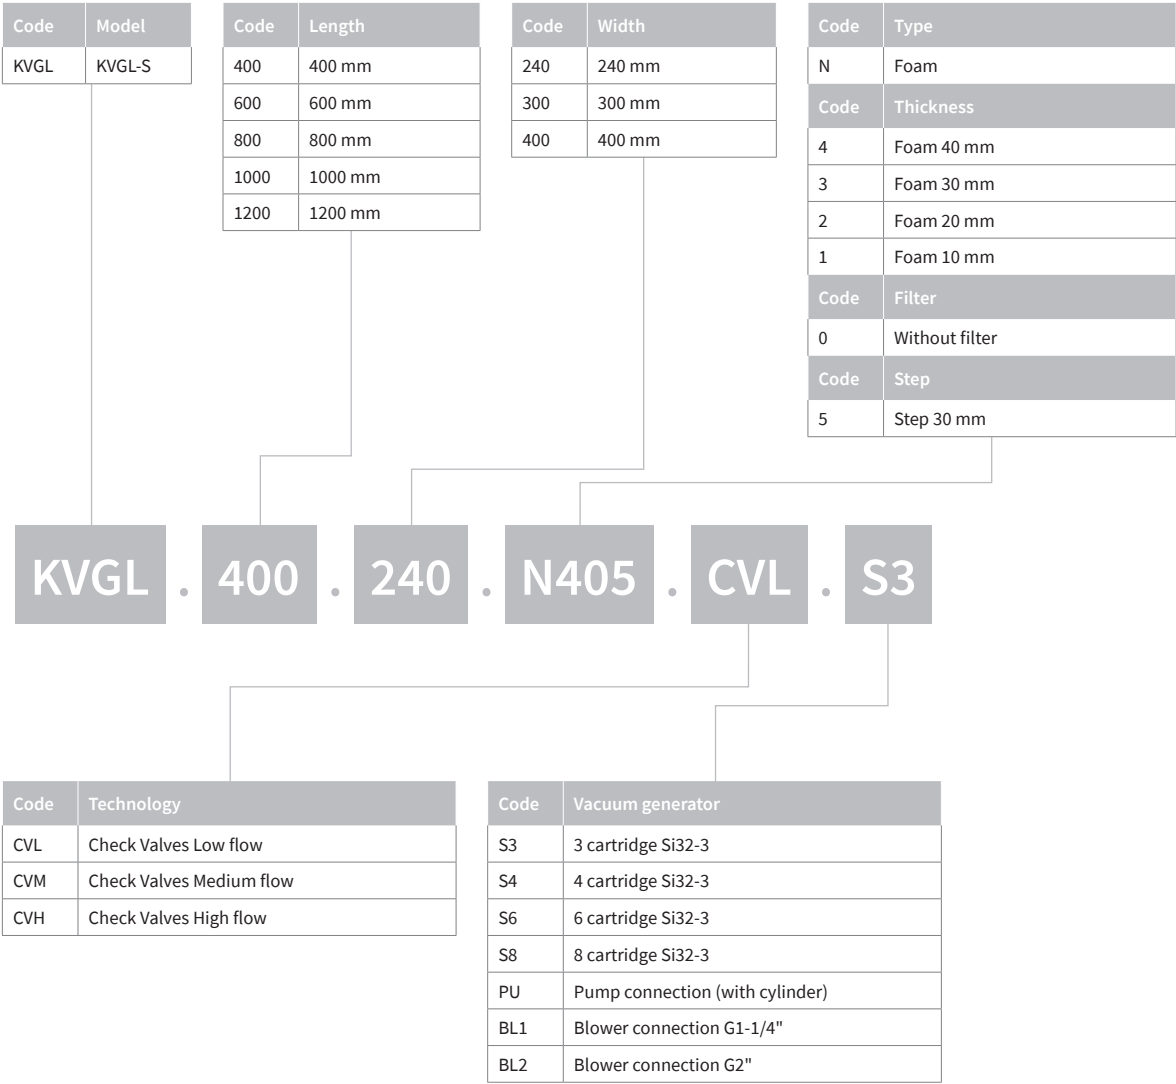 Code Model
KVGL KVGL-S
Code Length
400 400 mm
600 600 mm
800 800 mm
1000 1000 mm
1200 1200 mm
Code Width
240 240 mm
300 300 mm
400 400 mm
Code Type
N Foam
Code Thickness
4 Foam 40 mm
3 Foam 30 mm
2 Foam 20 mm
1 Foam 10 mm
Code Filter
0 Without filter
Code Step
5 Step 30 mm
KVGL . 400 . 240 . N405 . CVL . S3
Code Technology
CVL Check Valves Low flow
CVM Check Valves Medium flow
CVH Check Valves High flow
Code Vacuum generator
S3 3 cartridge Si32-3
S4 4 cartridge Si32-3
S6 6 cartridge Si32-3
S8 8 cartridge Si32-3
PU Pump connection (with cylinder)
BL1 Blower connection G1-1/4"
BL2 Blower connection G2"